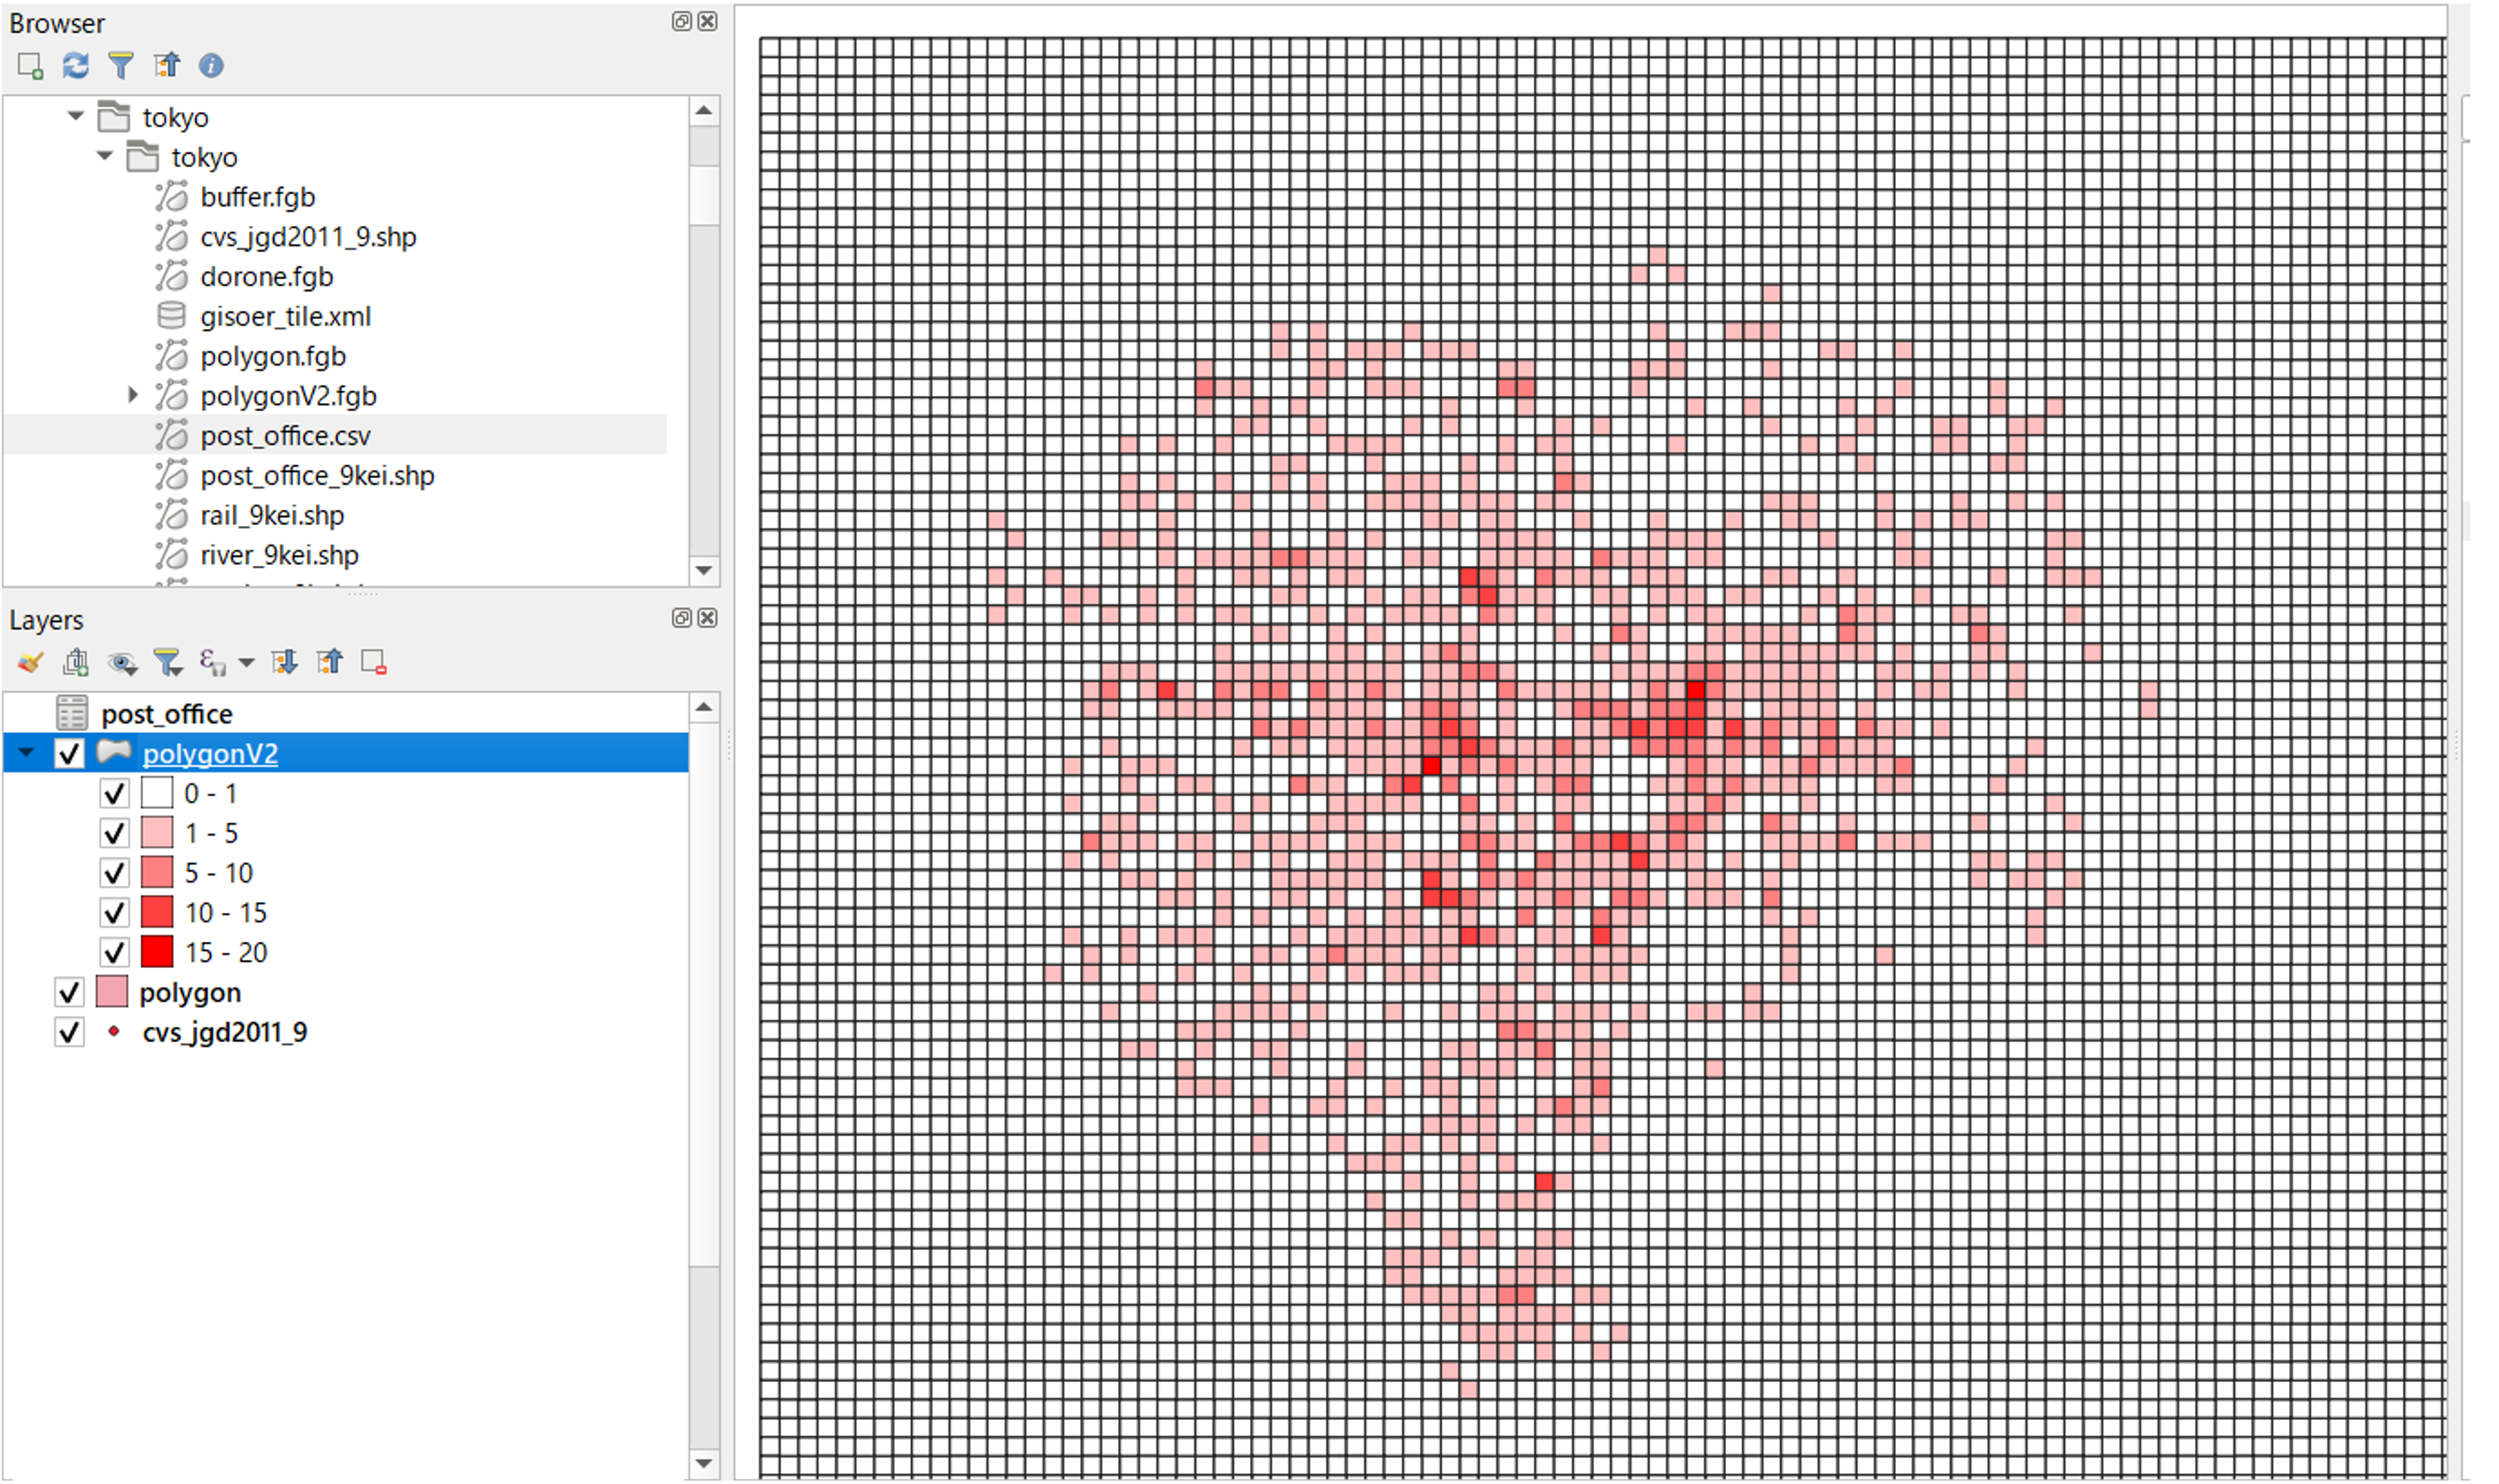 Browser
tokyo
tokyo
buffer.fgb
cvs_jgd2011_9.shp
dorone.fgb
gisoer_tile.xml
polygon.fgb
polygonV2.fgb
post_office.csv
post_office_9kei.shp
rail_9kei.shp
river_9kei.shp
Layers
post_office
polygonV2
0 - 1
1 - 5
5 - 10
10 - 15
15 - 20
polygon
cvs_jgd2011_9